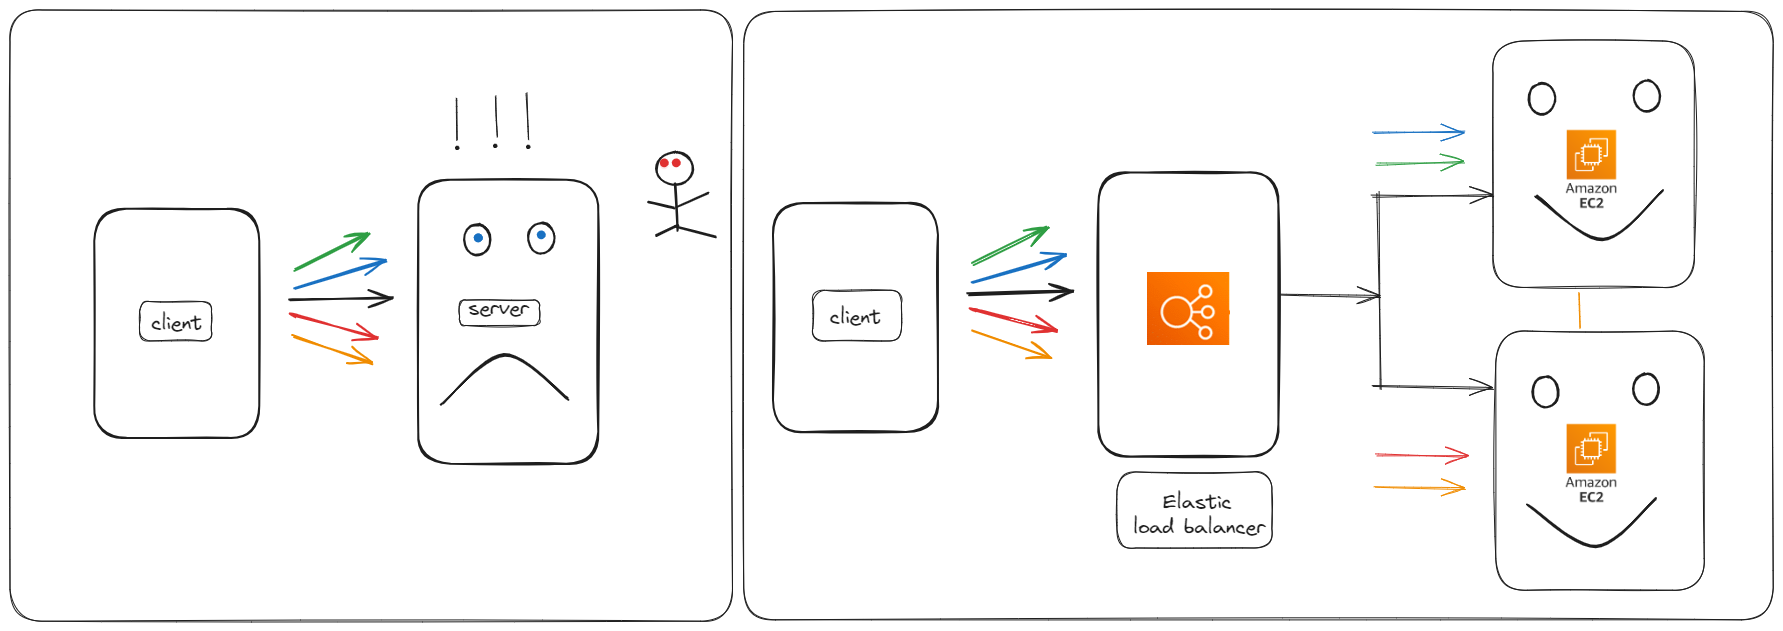 ! ! !
client
server
client
Elastic
load balancer
Amazon
EC2
Amazon
EC2